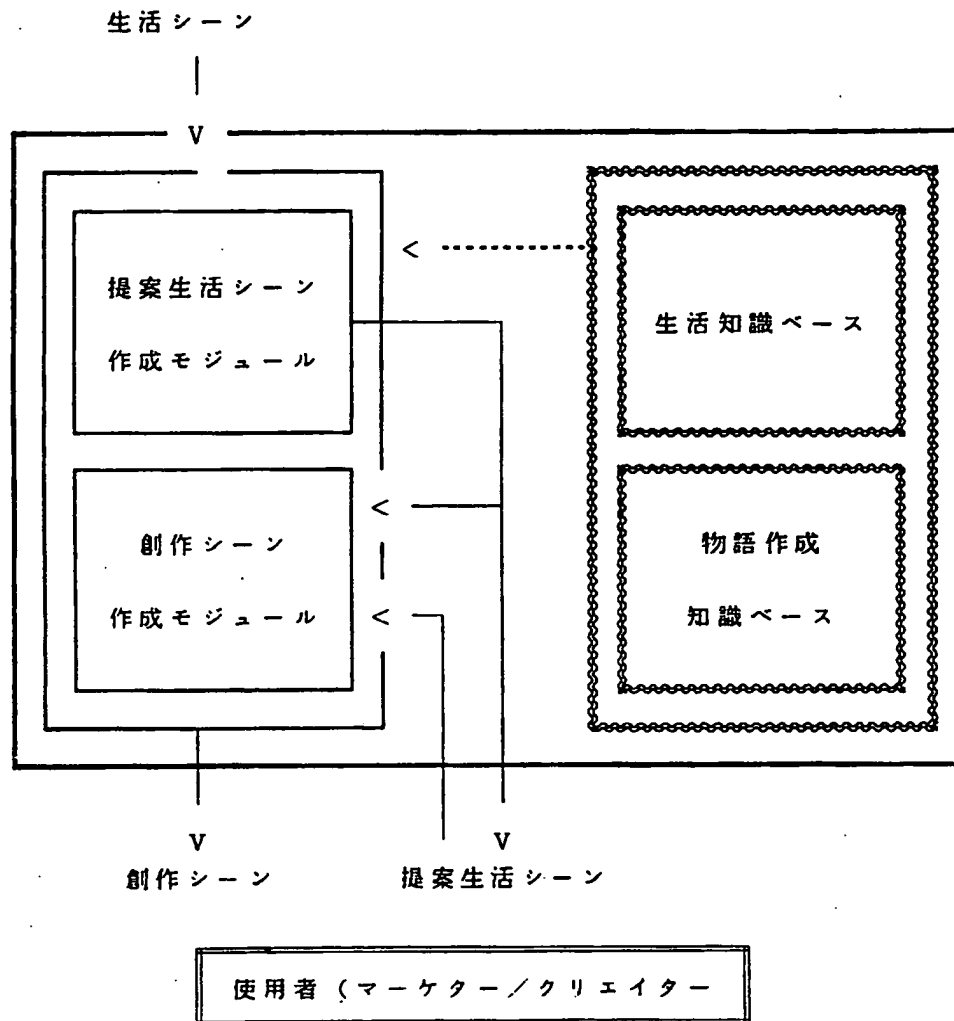 生活シーン
提案生活シーン
作成モジュール
生活知識ベース
創作シーン
作成モジュール
物語作成
知識ベース
創作シーン
提案生活シーン
使用者(マーケター/クリエイター